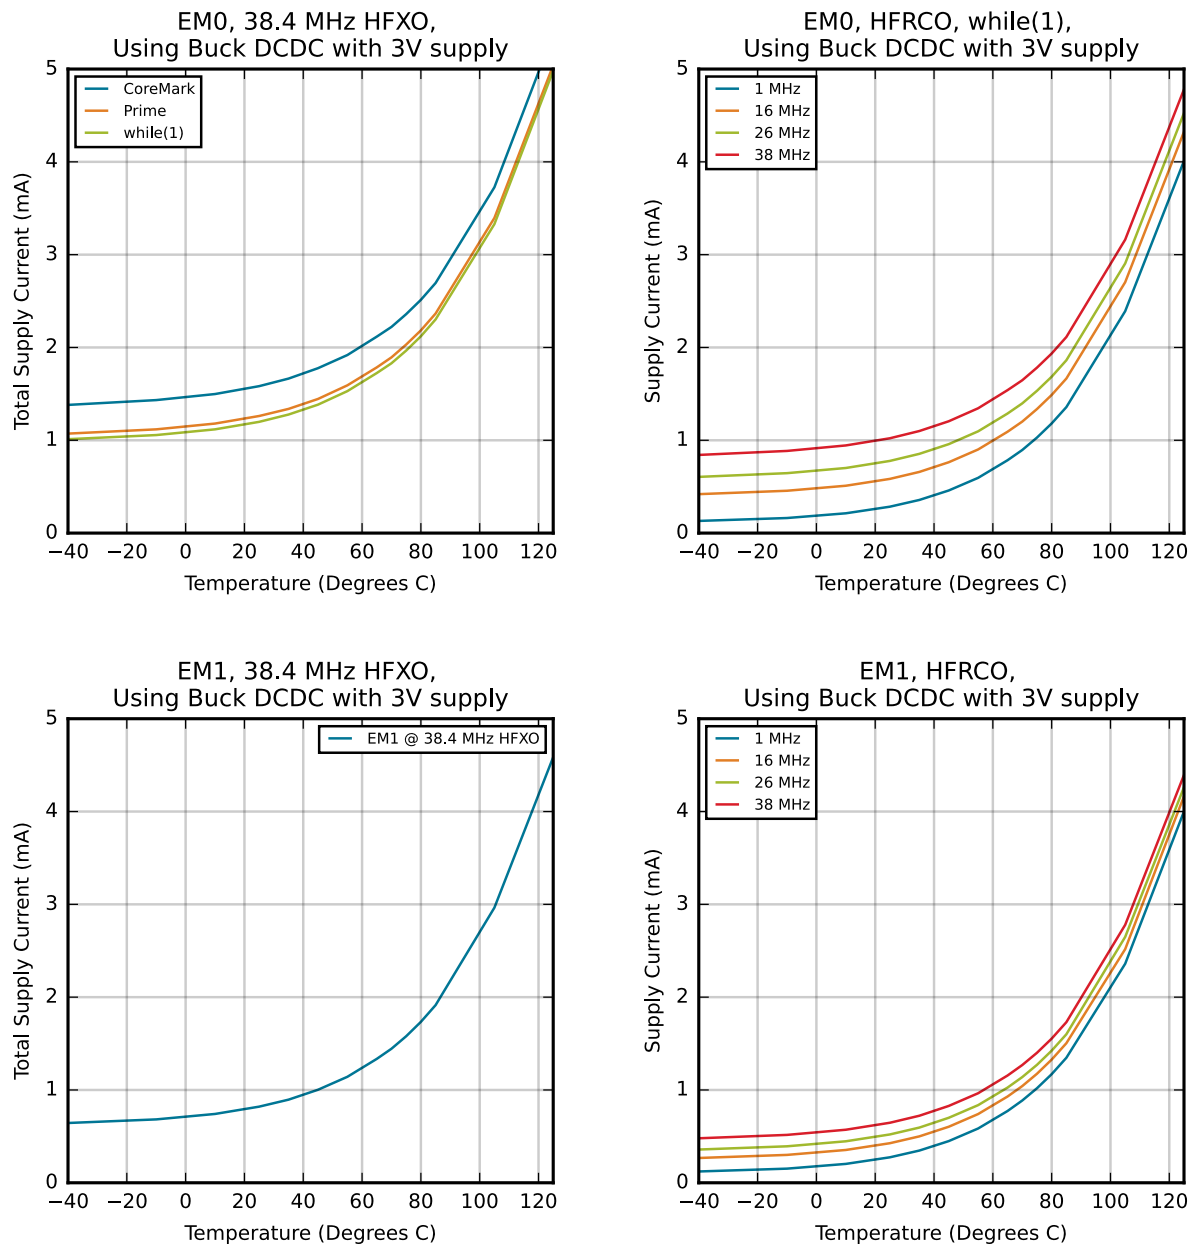 EM0, 38.4 MHz HFXO,
Using Buck DCDC with 3V supply
CoreMark
Prime
while(1)
5
4
3
2
1
0
Total Supply Current (mA)
−40 −20 0 20 40 60 80 100 120
Temperature (Degrees C)
EM0, HFRCO, while(1),
Using Buck DCDC with 3V supply
1 MHz
16 MHz
26 MHz
38 MHz
5
4
3
2
1
0
Supply Current (mA)
−40 −20 0 20 40 60 80 100 120
Temperature (Degrees C)
EM1, 38.4 MHz HFXO,
Using Buck DCDC with 3V supply
EM1 @ 38.4 MHz HFXO
5
4
3
2
1
0
Total Supply Current (mA)
−40 −20 0 20 40 60 80 100 120
Temperature (Degrees C)
EM1, HFRCO,
Using Buck DCDC with 3V supply
1 MHz
16 MHz
26 MHz
38 MHz
5
4
3
2
1
0
Supply Current (mA)
−40 −20 0 20 40 60 80 100 120
Temperature (Degrees C)